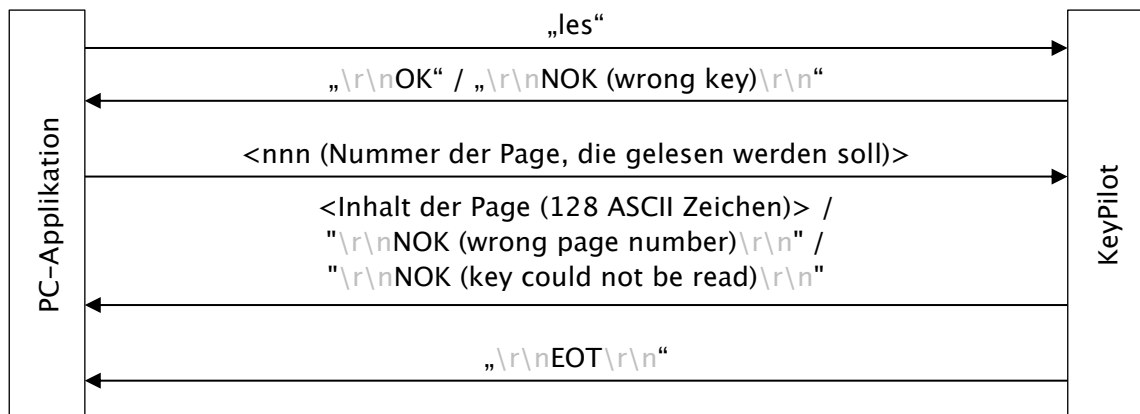 „les“
„\r\nOK“ / „\r\nNOK (wrong key)\r\n“
<nnn (Nummer der Page, die gelesen werden soll)>
<Inhalt der Page (128 ASCII Zeichen)> /
"\r\nNOK (wrong page number)\r\n" /
"\r\nNOK (key could not be read)\r\n"
„\r\nEOT\r\n“
PC-Applikation
KeyPilot